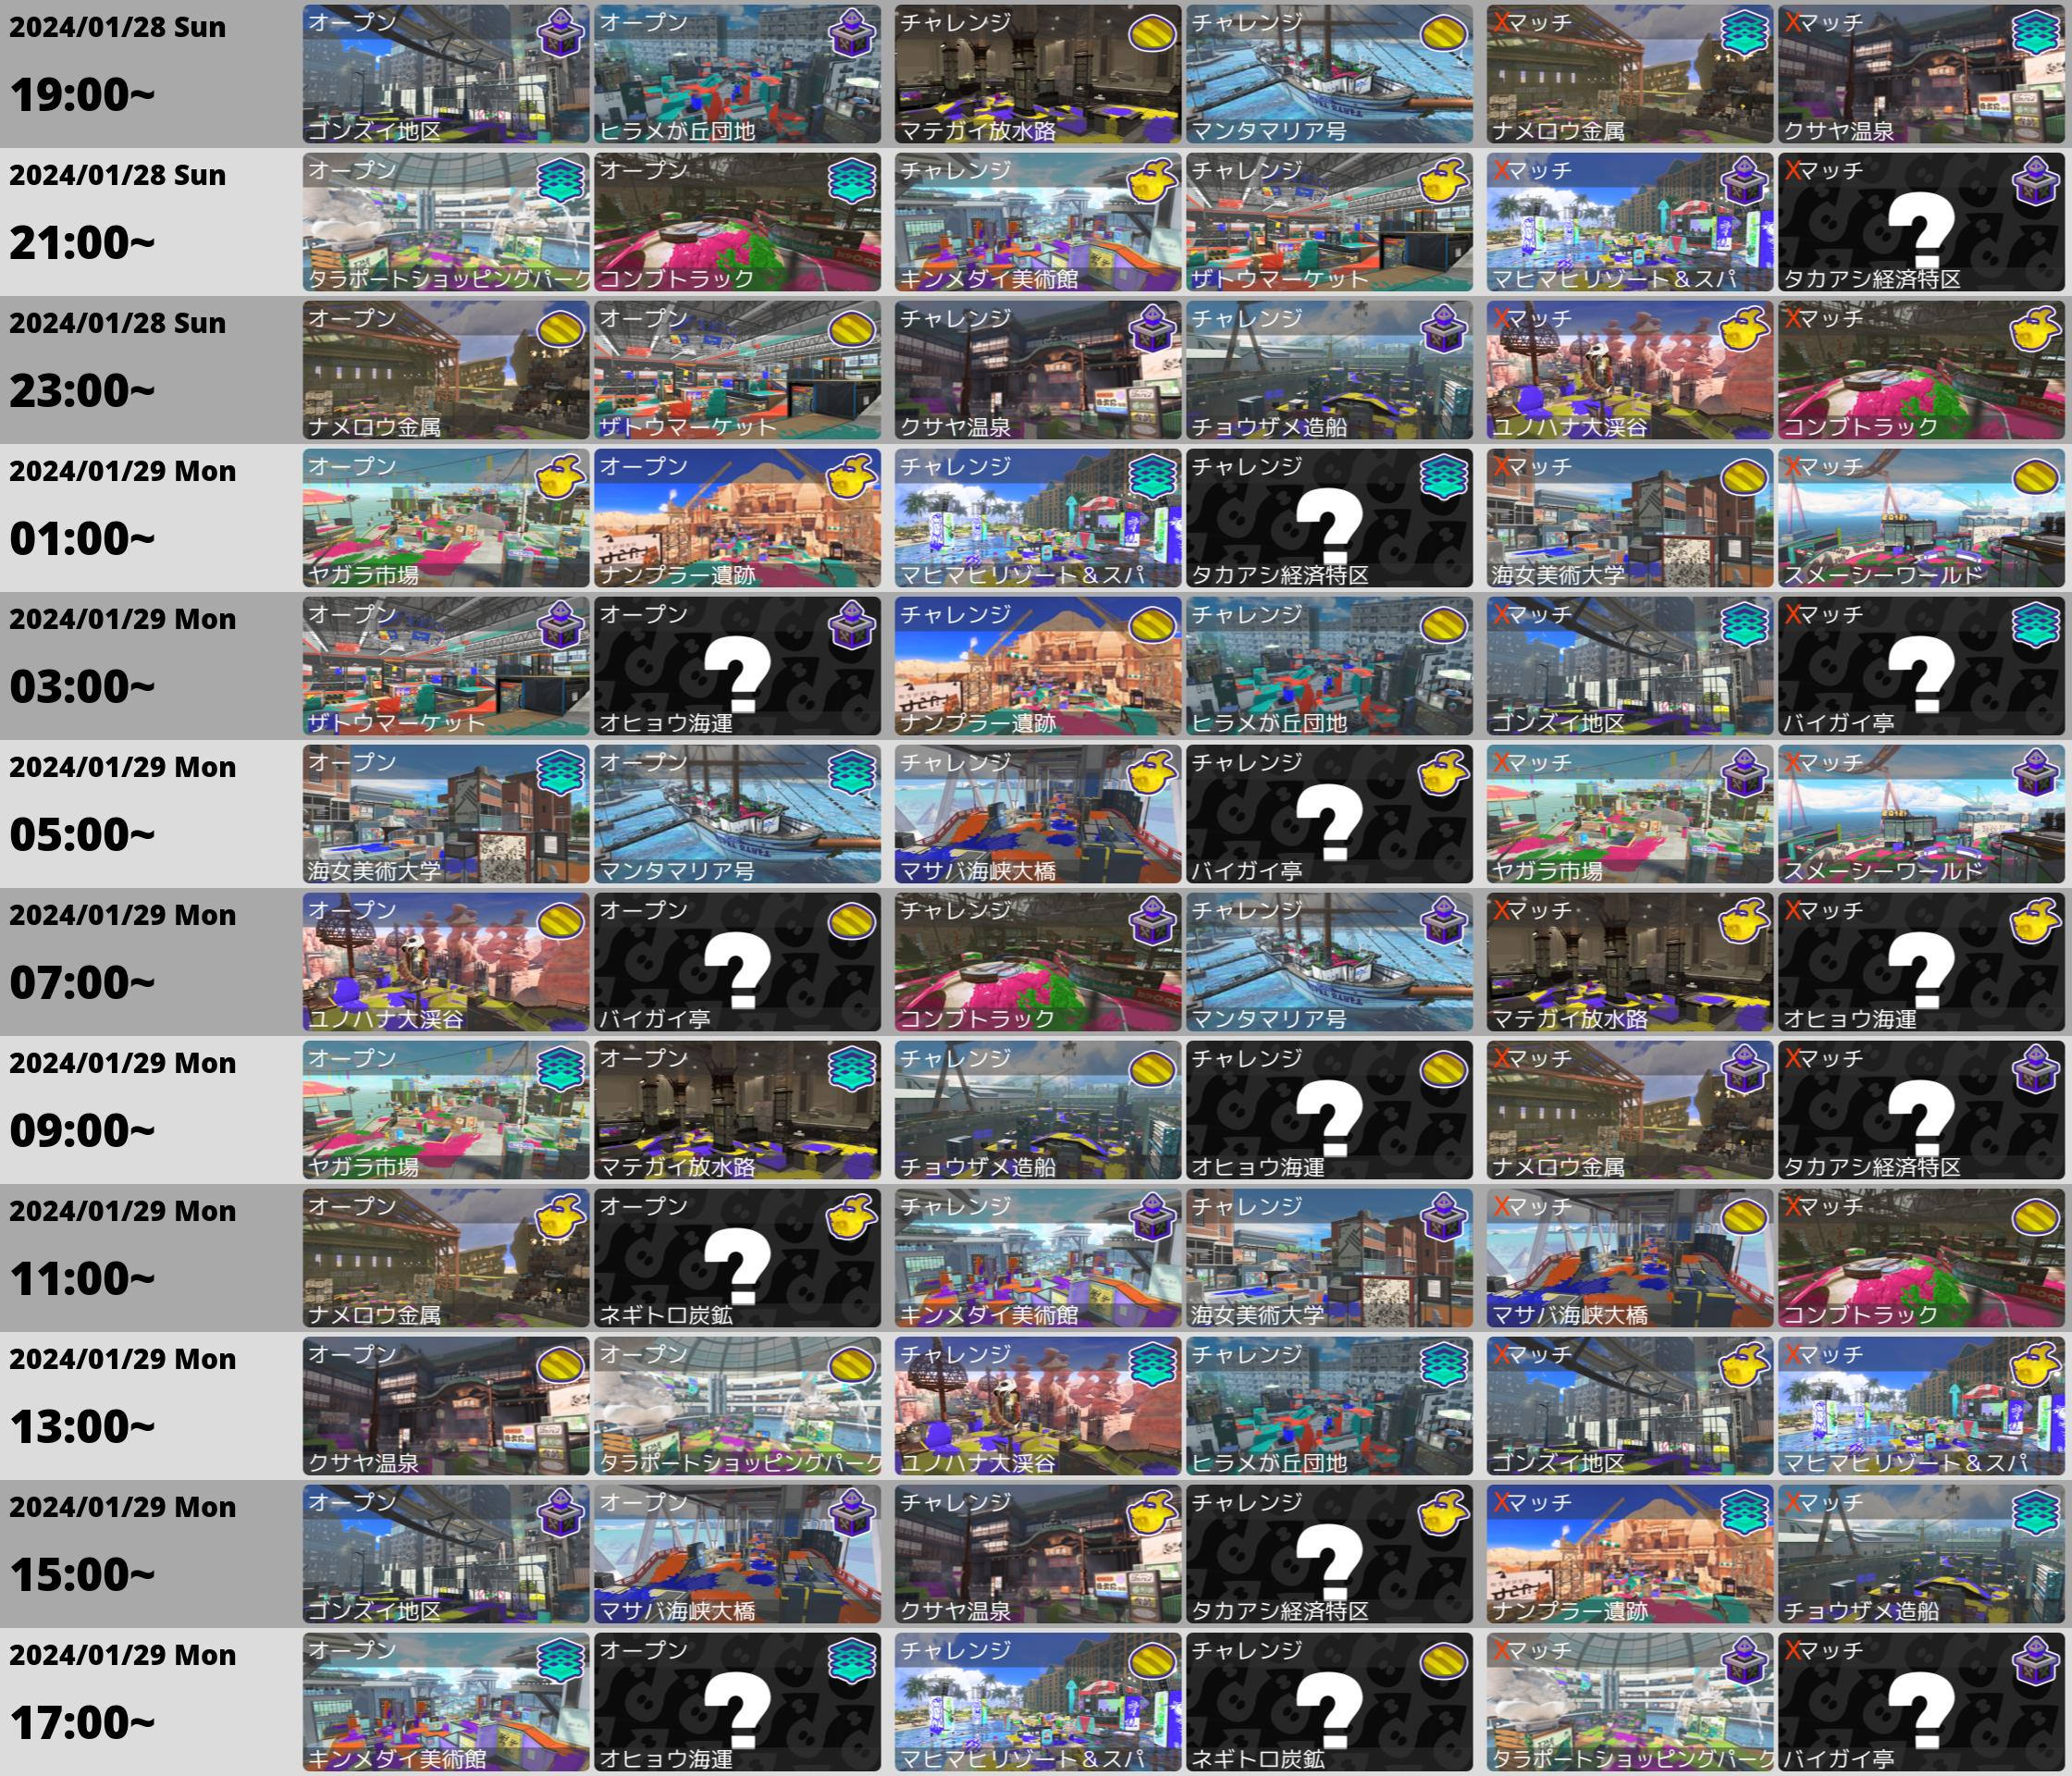 2024/01/28 Sun
19:00~
オープン
ゴンズイ地区
オープン
ヒラメが丘団地
チャレンジ
マテガイ放水路
チャレンジ
マンタマリア号
Xマッチ
ナメロウ金属
Xマッチ
クサヤ温泉
2024/01/28 Sun
21:00~
オープン
タラポートショッピングパーク
オープン
コンブトラック
チャレンジ
キンメダイ美術館
チャレンジ
ザトウマーケット
Xマッチ
マヒマヒリゾート&スパ
Xマッチ
?
タカアシ経済特区
2024/01/28 Sun
23:00~
オープン
ナメロウ金属
オープン
ザトウマーケット
チャレンジ
クサヤ温泉
チャレンジ
チョウザメ造船
Xマッチ
ユノハナ大渓谷
Xマッチ
コンブトラック
2024/01/29 Mon
01:00~
オープン
ヤガラ市場
オープン
ナンプラー遺跡
チャレンジ
マヒマヒリゾート&スパ
チャレンジ
?
タカアシ経済特区
Xマッチ
海女美術大学
Xマッチ
スメーシーワールド
2024/01/29 Mon
03:00~
オープン
ザトウマーケット
オープン
?
オヒョウ海運
チャレンジ
ナンプラー遺跡
チャレンジ
ヒラメが丘団地
Xマッチ
ゴンズイ地区
Xマッチ
?
バイガイ亭
2024/01/29 Mon
05:00~
オープン
海女美術大学
オープン
マンタマリア号
チャレンジ
マサバ海峡大橋
チャレンジ
?
バイガイ亭
Xマッチ
ヤガラ市場
Xマッチ
スメーシーワールド
2024/01/29 Mon
07:00~
オープン
ユノハナ大渓谷
オープン
?
バイガイ亭
チャレンジ
コンブトラック
チャレンジ
マンタマリア号
Xマッチ
マテガイ放水路
Xマッチ
?
オヒョウ海運
2024/01/29 Mon
09:00~
オープン
ヤガラ市場
オープン
マテガイ放水路
チャレンジ
チョウザメ造船
チャレンジ
?
オヒョウ海運
Xマッチ
ナメロウ金属
Xマッチ
?
タカアシ経済特区
2024/01/29 Mon
11:00~
オープン
ナメロウ金属
オープン
?
ネギトロ炭鉱
チャレンジ
キンメダイ美術館
チャレンジ
海女美術大学
Xマッチ
マサバ海峡大橋
Xマッチ
コンブトラック
2024/01/29 Mon
13:00~
オープン
クサヤ温泉
オープン
タラポートショッピングパーク
チャレンジ
ユノハナ大渓谷
チャレンジ
ヒラメが丘団地
Xマッチ
ゴンズイ地区
Xマッチ
マヒマヒリゾート&スパ
2024/01/29 Mon
15:00~
オープン
ゴンズイ地区
オープン
マサバ海峡大橋
チャレンジ
クサヤ温泉
チャレンジ
?
タカアシ経済特区
Xマッチ
ナンプラー遺跡
Xマッチ
チョウザメ造船
2024/01/29 Mon
17:00~
オープン
キンメダイ美術館
オープン
?
オヒョウ海運
チャレンジ
マヒマヒリゾート&スパ
チャレンジ
?
ネギトロ炭鉱
Xマッチ
タラポートショッピングパーク
Xマッチ
?
バイガイ亭